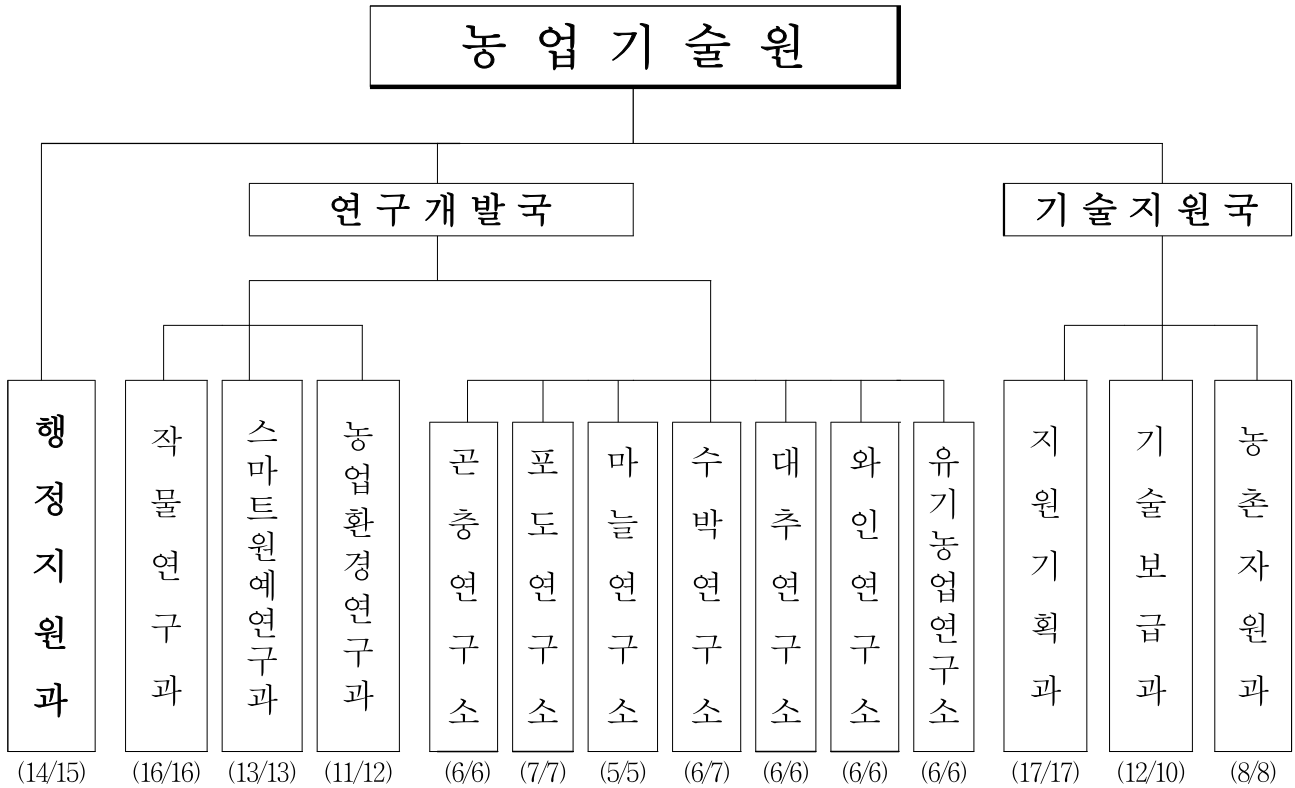 농업기술원
연구개발국
기술지원국
행정지원과
작물연구과
스마트원예연구과
농업환경연구과
곤충연구소
포도연구소
마늘연구소
수박연구소
대추연구소
와인연구소
유기농업연구소
지원기획과
기술보급과
농촌자원과
(14/15)
(16/16)
(13/13)
(11/12)
(6/6)
(7/7)
(5/5)
(6/7)
(6/6)
(6/6)
(6/6)
(17/17)
(12/10)
(8/8)